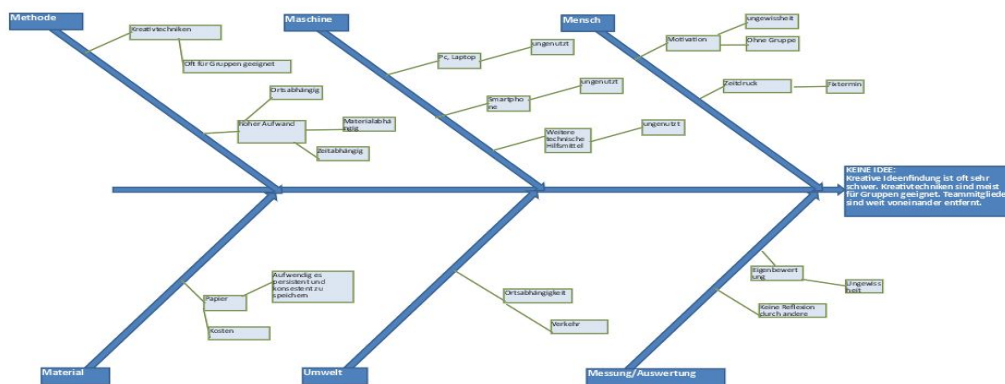 Methode
Maschine
Mensch
Kreativtechniken
Oft für Gruppen geeignet
Ortsabhängig
hoher Aufwand
Materialabhä
ngig
Zeitabhängig
Pc, Laptop
ungenutzt
Smartpho
ne
ungenutzt
Weitere
technische
Hilfsmittel
ungenutzt
Motivation
ungewissheit
Ohne Gruppe
Zeitdruck
Fixtermin
KEINE IDEE:
Kreative Ideenfindung ist oft sehr
schwer. Kreativtechniken sind meist
für Gruppen geeignet. Teammitgliede
sind weit voneinander entfernt.
Papier
Aufwendig es
persistent und
konsestent zu
speichern
Kosten
Ortsabhängigkeit
Verkehr
Eigenbewert
ung
Ungewiss
heit
Keine Reflexion
durch andere
Material
Umwelt
Messung/Auswertung